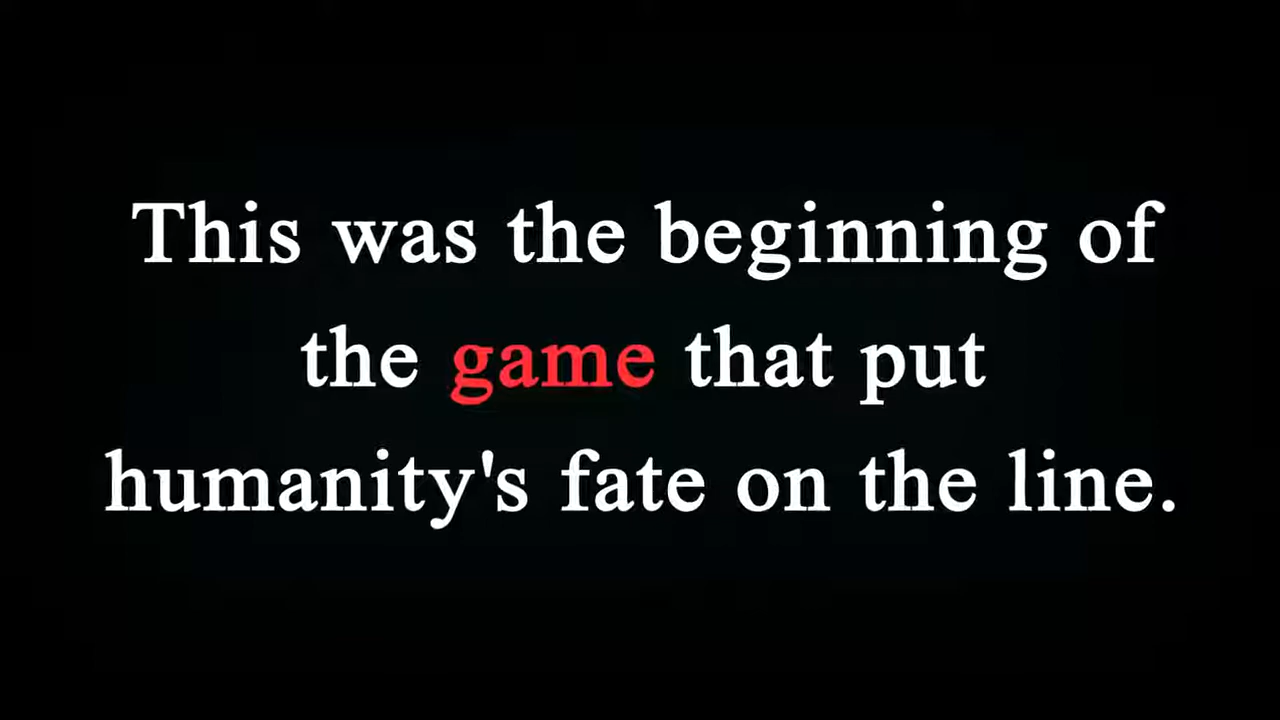 This was the beginning of
the game that put
humanity's fate on the line.